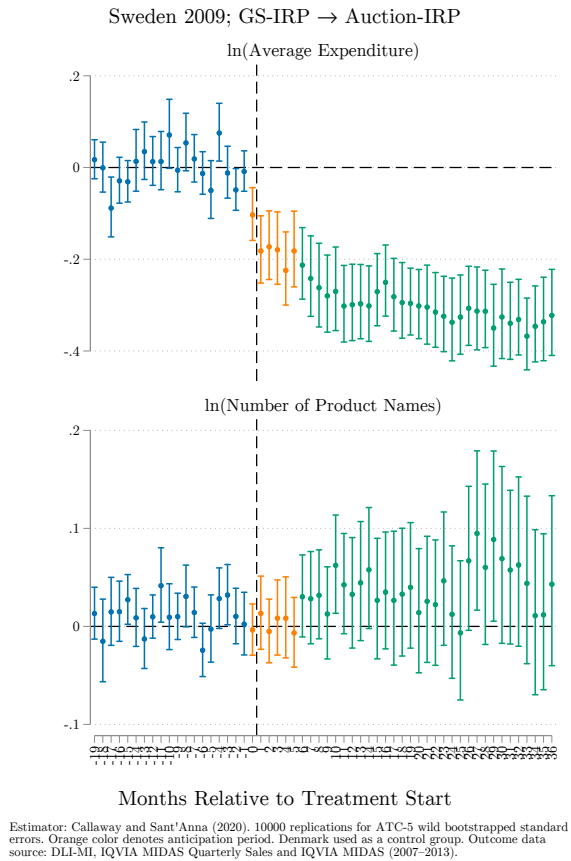 Sweden 2009; GS-IRP → Auction-IRP
ln(Average Expenditure)
.2
0
-.2
-.4
ln(Number of Product Names)
.2
.1
0
-.1
-19 -18 -17 -16 -15 -14 -13 -12 -11 -10 -9 -8 -7 -6 -5 -4 -3 -2 -1 0 1 2 3 4 5 6 7 8 9 10 11 12 13 14 15 16 17 18 19 20 21 22 23 24 25 26 27 28 29 30 31 32 33 34 35 36
Months Relative to Treatment Start
Estimator: Callaway and Sant'Anna (2020). 10000 replications for ATC-5 wild bootstrapped standard
errors. Orange color denotes anticipation period. Denmark used as a control group. Outcome data
source: DLI-MI, IQVIA MIDAS Quarterly Sales and IQVIA MIDAS (2007–2013).